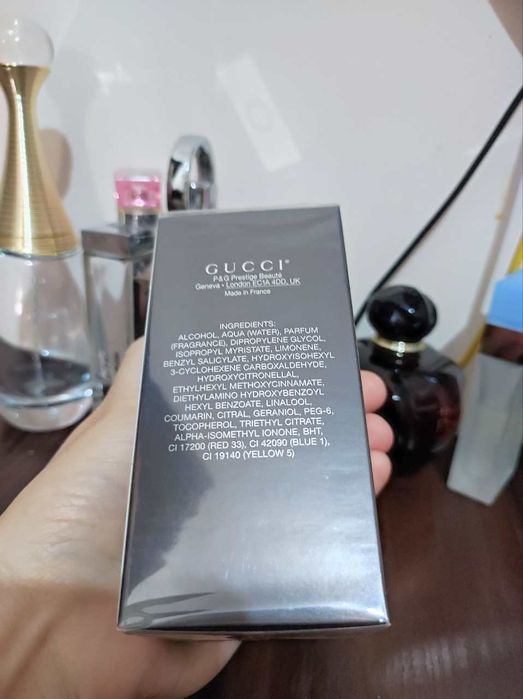 GUCCI®
P&G Prestige Beauté
Geneva • London EC1A 4DD, UK
Made in France
INGREDIENTS:
ALCOHOL, AQUA (WATER), PARFUM
(FRAGRANCE), DIPROPYLENE GLYCOL,
ISOPROPYL MYRISTATE, LIMONENE,
BENZYL SALICYLATE, HYDROXYISOHEXYL
3-CYCLOHEXENE CARBOXALDEHYDE,
HYDROXYCITRONELLAL,
ETHYLHEXYL METHOXYCINNAMATE,
DIETHYLAMINO HYDROXYBENZOYL
HEXYL BENZOATE, LINALOOL,
COUMARIN, CITRAL, GERANIOL, PEG-6,
TOCOPHEROL, TRIETHYL CITRATE,
ALPHA-ISOMETHYL IONONE, BHT,
CI 17200 (RED 33), CI 42090 (BLUE 1),
CI 19140 (YELLOW 5)